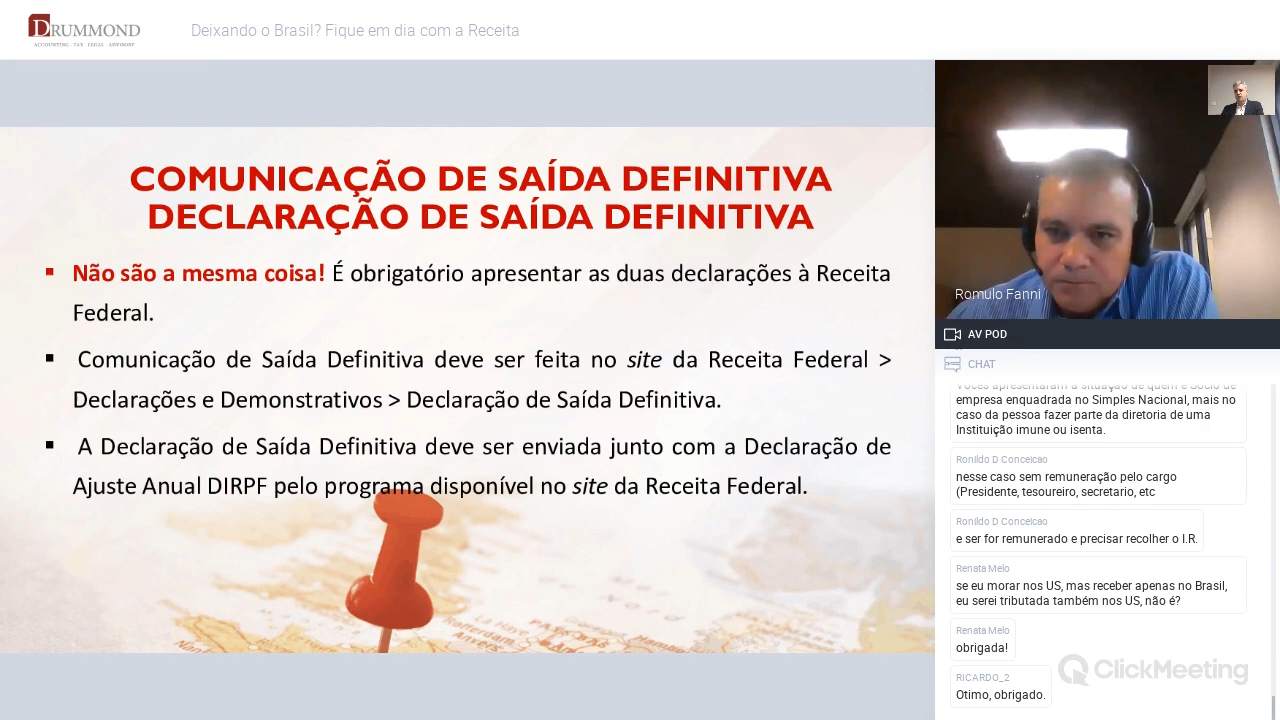 DRUMMOND
ACCOUNTING TAX LEGAL ADVISORY
Deixando o Brasil? Fique em dia com a Receita
COMUNICAÇÃO DE SAÍDA DEFINITIVA
DECLARAÇÃO DE SAÍDA DEFINITIVA
Não são a mesma coisa! É obrigatório apresentar as duas declarações à Receita
Federal.
Comunicação de Saída Definitiva deve ser feita no site da Receita Federal >
Declarações e Demonstrativos > Declaração de Saída Definitiva.
A Declaração de Saída Definitiva deve ser enviada junto com a Declaração de
Ajuste Anual DIRPF pelo programa disponível no site da Receita Federal.
Romulo Fanni
AV POD
CHAT
Vocês apresentaram a situação de quem é Sócio de
empresa enquadrada no Simples Nacional, mais no
caso da pessoa fazer parte da diretoria de uma
Instituição imune ou isenta.
Ronildo D Conceicao
nesse caso sem remuneração pelo cargo
(Presidente, tesoureiro, secretario, etc
Ronildo D Conceicao
e ser for remunerado e precisar recolher o I.R.
Renata Melo
se eu morar nos US, mas receber apenas no Brasil,
eu serei tributada também nos US, não é?
Renata Melo
obrigada!
RICARDO_2
Otimo, obrigado.
ClickMeeting